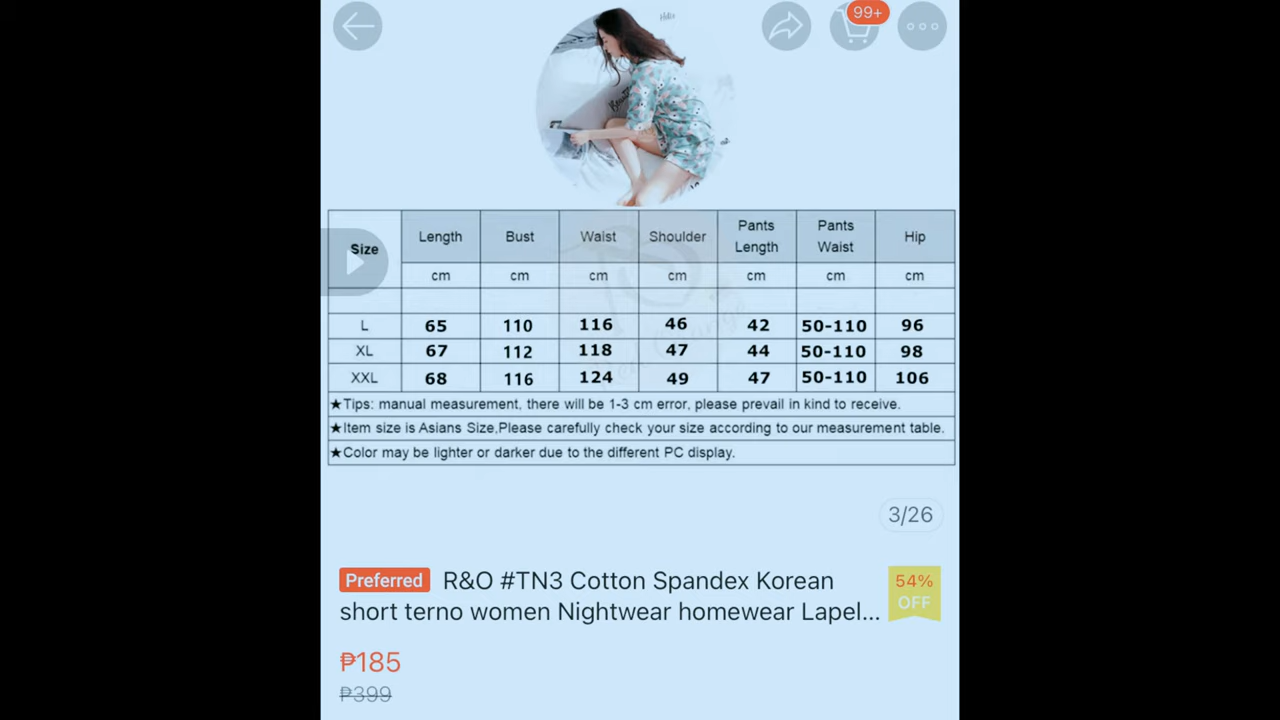 99+
Hello
Size Length Bust Waist Shoulder Pants Length Pants Waist Hip
cm cm cm cm cm cm cm
L 65 110 116 46 42 50-110 96
XL 67 112 118 47 44 50-110 98
XXL 68 116 124 49 47 50-110 106
★Tips: manual measurement, there will be 1-3 cm error, please prevail in kind to receive.
★Item size is Asians Size,Please carefully check your size according to our measurement table.
★Color may be lighter or darker due to the different PC display.
3/26
Preferred R&O #TN3 Cotton Spandex Korean
short terno women Nightwear homewear Lapel...
54%
OFF
₱185
₱399